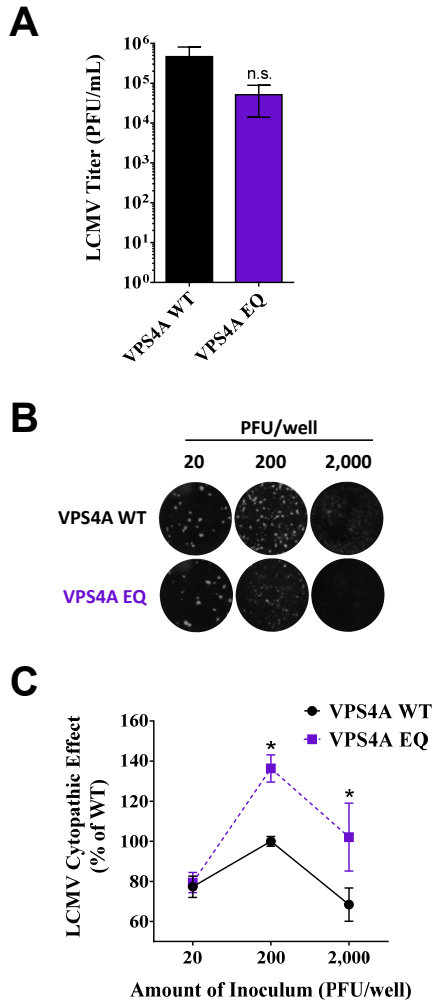 A
LCMV Titer (PFU/mL)
10⁶
10⁵
10⁴
10³
10²
10¹
10⁰
n.s.
VPS4A WT
VPS4A EQ
B
PFU/well
20 200 2,000
VPS4A WT
VPS4A EQ
C
VPS4A WT
VPS4A EQ
LCMV Cytopathic Effect
(% of WT)
160
140
120
100
80
60
*
*
20 200 2,000
Amount of Inoculum (PFU/well)